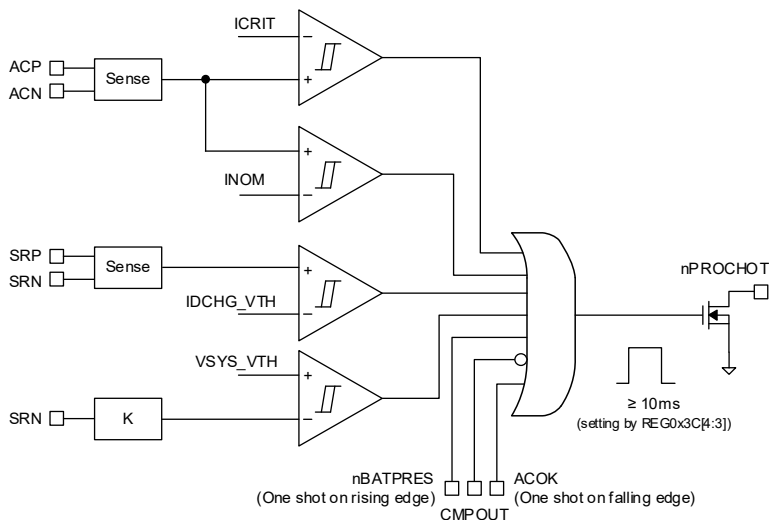 ICRIT
ACP
ACN
Sense
INOM
SRP
SRN
Sense
IDCHG_VTH
nPROCHOT
VSYS_VTH
SRN
K
≥ 10ms
(setting by REG0x3C[4:3])
nBATPRES
(One shot on rising edge)
CMPOUT
ACOK
(One shot on falling edge)